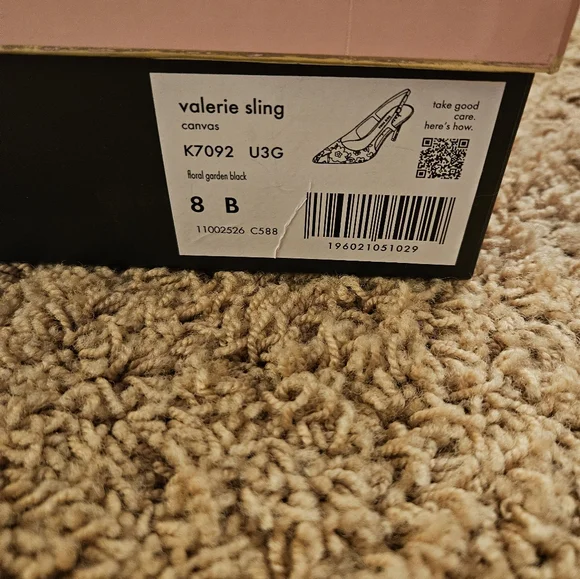 valerie sling
canvas
take good
care.
here's how.
K7092 U3G
floral garden black
8 B
11002526 C588
196021051029